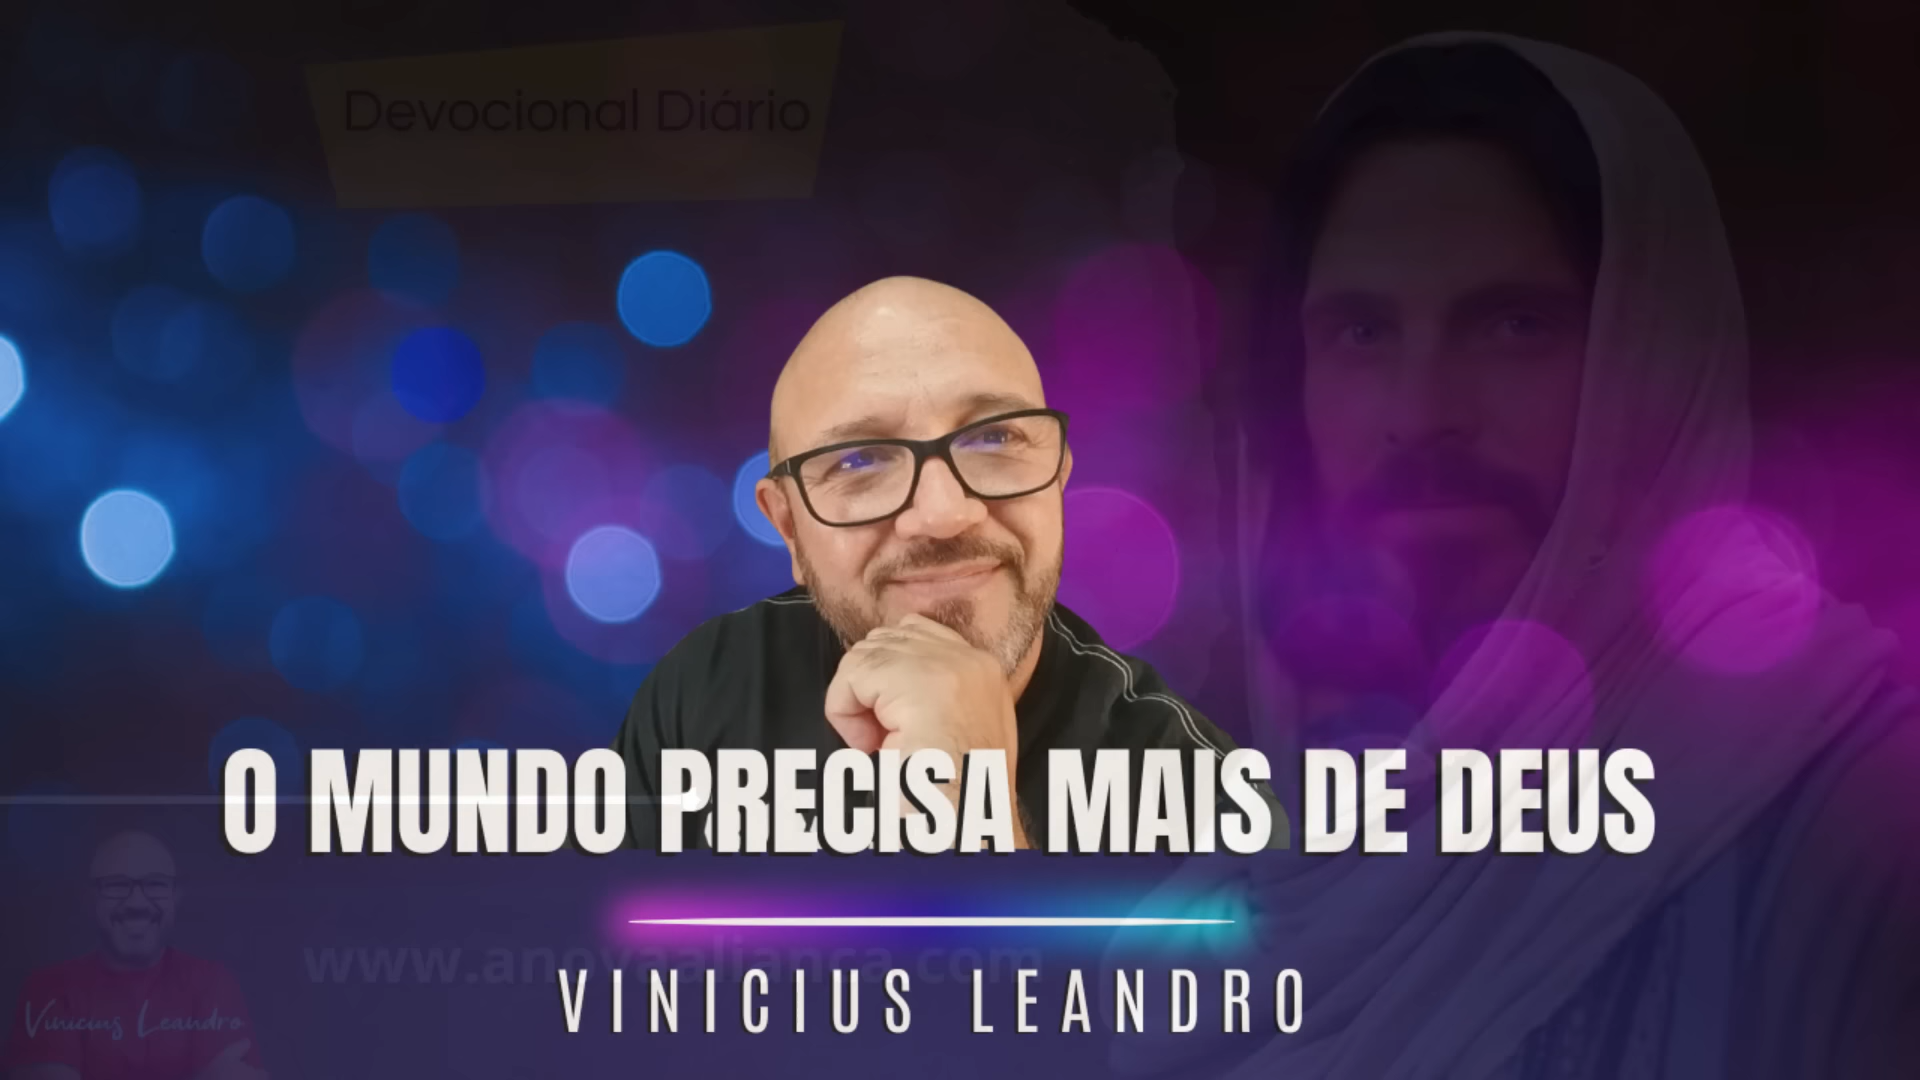 Devocional Diário
O MUNDO PRECISA MAIS DE DEUS
www.anovaalianca.com
VINICIUS LEANDRO
Vinicius Leandro